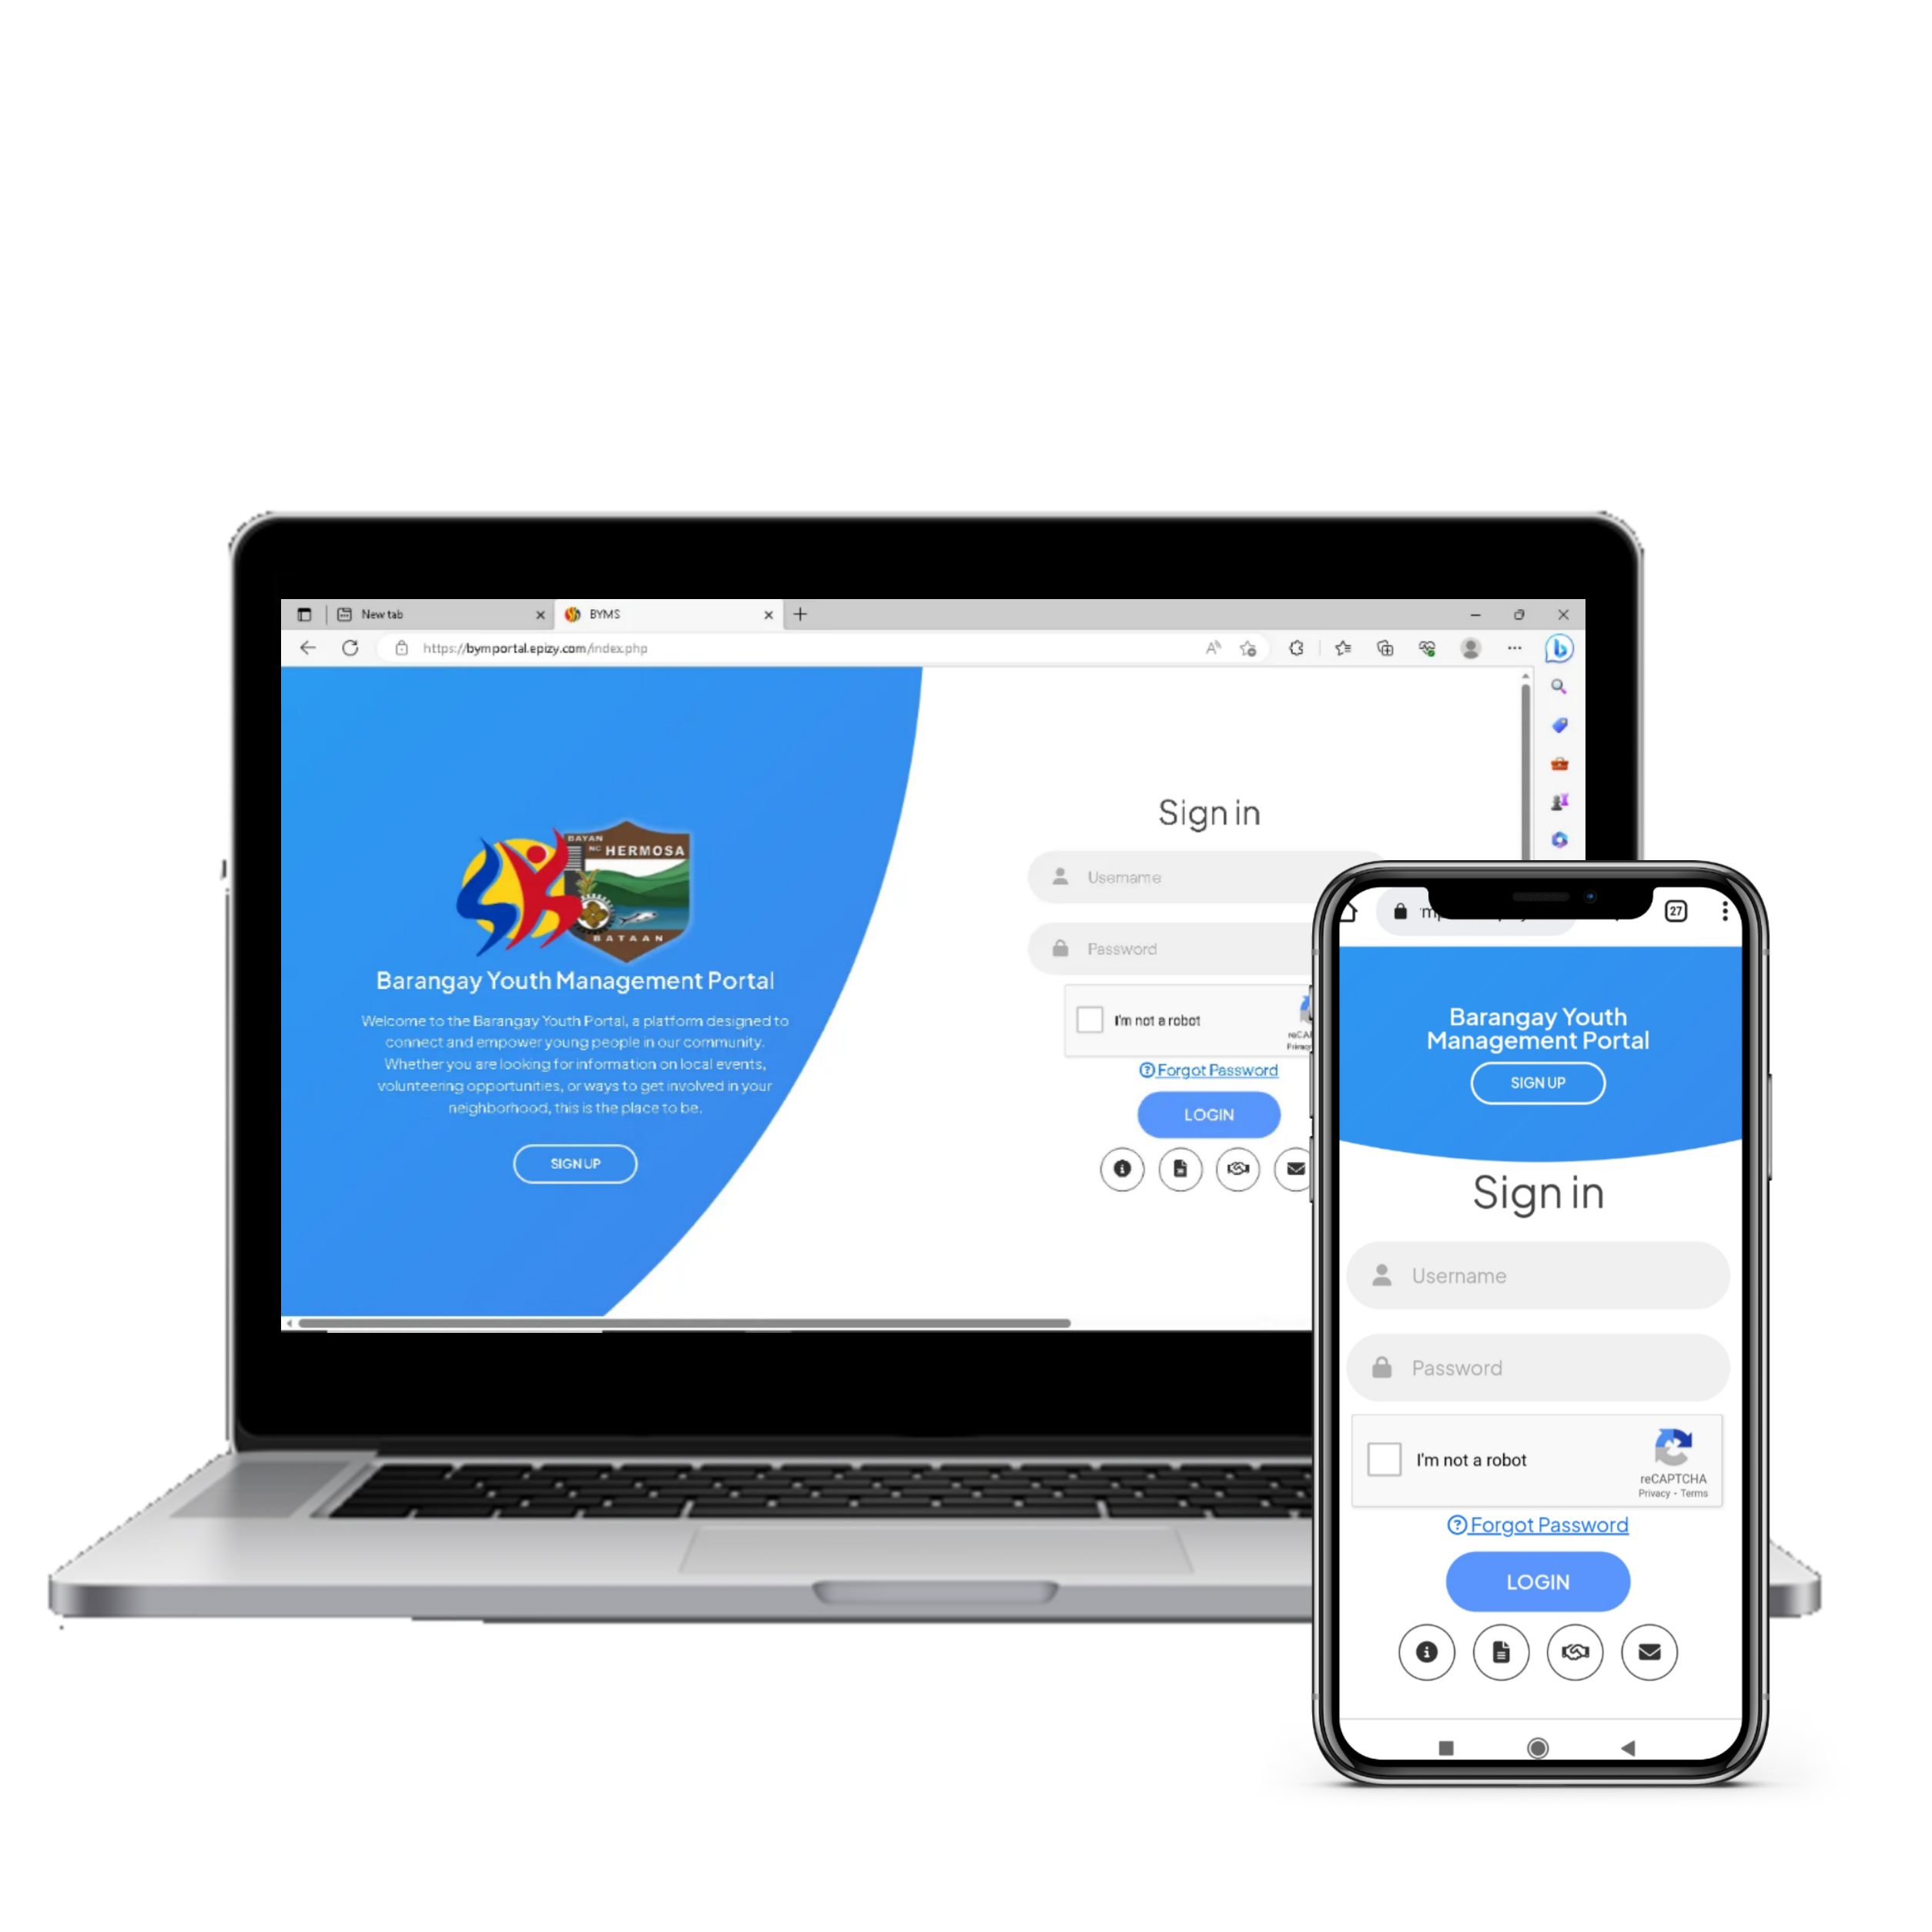 New tab
BYMS
https://bymportal.epizy.com/index.php
BAYAN
NG HERMOSA
BATAAN
Barangay Youth Management Portal
Welcome to the Barangay Youth Portal, a platform designed to
connect and empower young people in our community.
Whether you are looking for information on local events,
volunteering opportunities, or ways to get involved in your
neighborhood, this is the place to be.
SIGN UP
Sign in
Username
Password
I'm not a robot
Forgot Password
LOGIN
27
Barangay Youth
Management Portal
SIGN UP
Sign in
Username
Password
I'm not a robot
reCAPTCHA
Privacy - Terms
Forgot Password
LOGIN